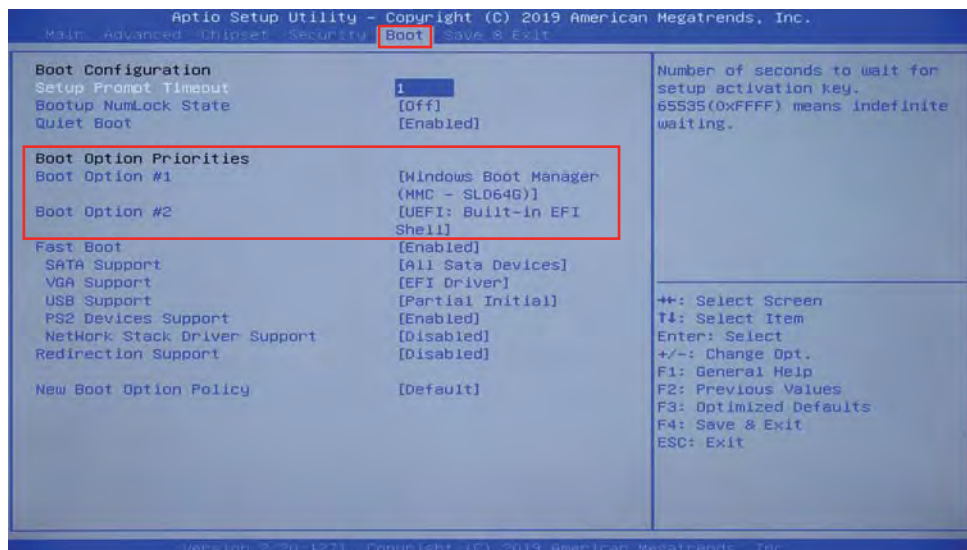 Aptio Setup Utility – Copyright (C) 2019 American Megatrends, Inc.
Main Advanced Chipset Security Boot Save & Exit
Boot Configuration
Setup Prompt Timeout 1
Bootup NumLock State [Off]
Quiet Boot [Enabled]
Boot Option Priorities
Boot Option #1 [Windows Boot Manager
(MMC - SLD64G)]
Boot Option #2 [UEFI: Built-in EFI
Shell]
Fast Boot [Enabled]
SATA Support [All Sata Devices]
VGA Support [EFI Driver]
USB Support [Partial Initial]
PS2 Devices Support [Enabled]
NetWork Stack Driver Support [Disabled]
Redirection Support [Disabled]
New Boot Option Policy [Default]
Number of seconds to wait for
setup activation key.
65535(0xFFFF) means indefinite
waiting.
→←: Select Screen
↑↓: Select Item
Enter: Select
+/-: Change Opt.
F1: General Help
F2: Previous Values
F3: Optimized Defaults
F4: Save & Exit
ESC: Exit
Version 2.20.1271. Copyright (C) 2019 American Megatrends, Inc.